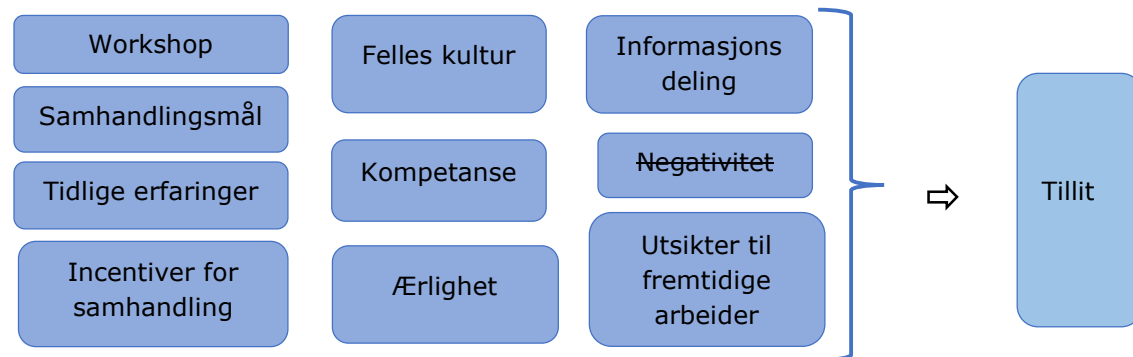 Workshop
Samhandlingsmål
Tidlige erfaringer
Incentiver for
samhandling
Felles kultur
Kompetanse
Ærlighet
Informasjons
deling
Negativitet
Utsikter til
fremtidige
arbeider
⇨
Tillit